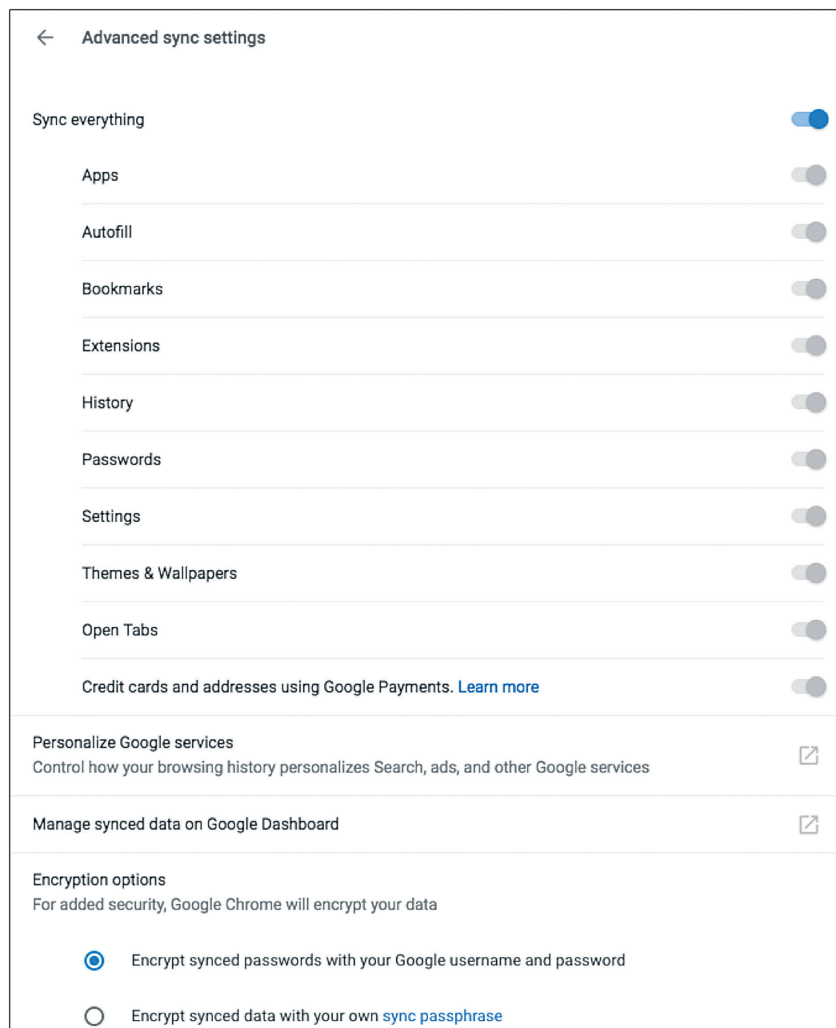 Advanced sync settings
Sync everything
Apps
Autofill
Bookmarks
Extensions
History
Passwords
Settings
Themes & Wallpapers
Open Tabs
Credit cards and addresses using Google Payments. Learn more
Personalize Google services
Control how your browsing history personalizes Search, ads, and other Google services
Manage synced data on Google Dashboard
Encryption options
For added security, Google Chrome will encrypt your data
Encrypt synced passwords with your Google username and password
Encrypt synced data with your own sync passphrase